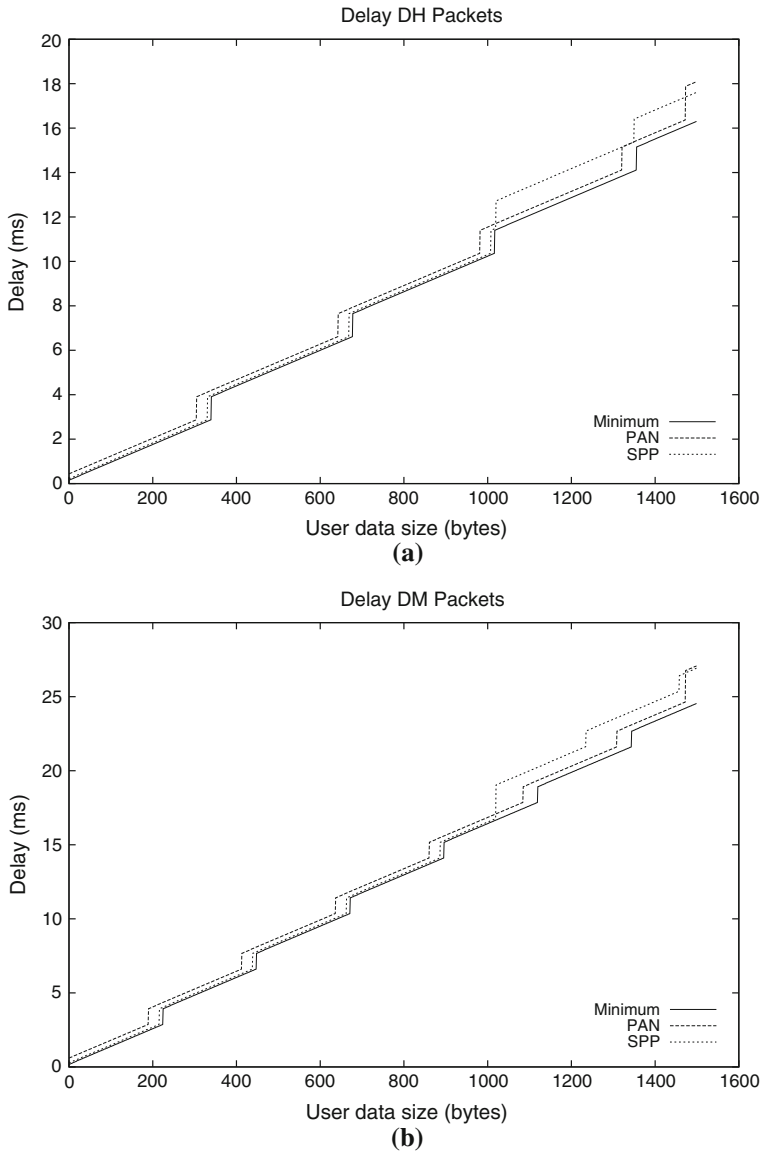 Delay DH Packets
20
18
16
14
12
10
8
6
4
2
0
Delay (ms)
Minimum
PAN
SPP
0 200 400 600 800 1000 1200 1400 1600
User data size (bytes)
(a)
Delay DM Packets
30
25
20
15
10
5
0
Delay (ms)
Minimum
PAN
SPP
0 200 400 600 800 1000 1200 1400 1600
User data size (bytes)
(b)